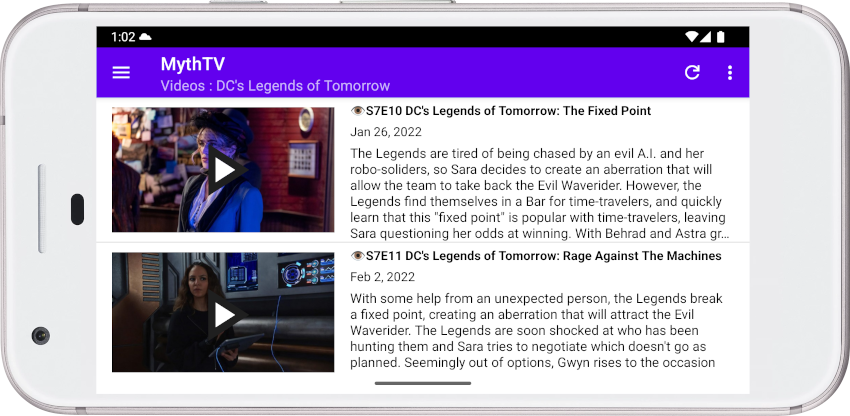 1:02
MythTV
Videos : DC's Legends of Tomorrow
S7E10 DC's Legends of Tomorrow: The Fixed Point
Jan 26, 2022
The Legends are tired of being chased by an evil A.I. and her
robo-soliders, so Sara decides to create an aberration that will
allow the team to take back the Evil Waverider. However, the
Legends find themselves in a Bar for time-travelers, and quickly
learn that this "fixed point" is popular with time-travelers, leaving
Sara questioning her odds at winning. With Behrad and Astra gr...
S7E11 DC's Legends of Tomorrow: Rage Against The Machines
Feb 2, 2022
With some help from an unexpected person, the Legends break
a fixed point, creating an aberration that will attract the Evil
Waverider. The Legends are soon shocked at who has been
hunting them and Sara tries to negotiate which doesn't go as
planned. Seemingly out of options, Gwyn rises to the occasion